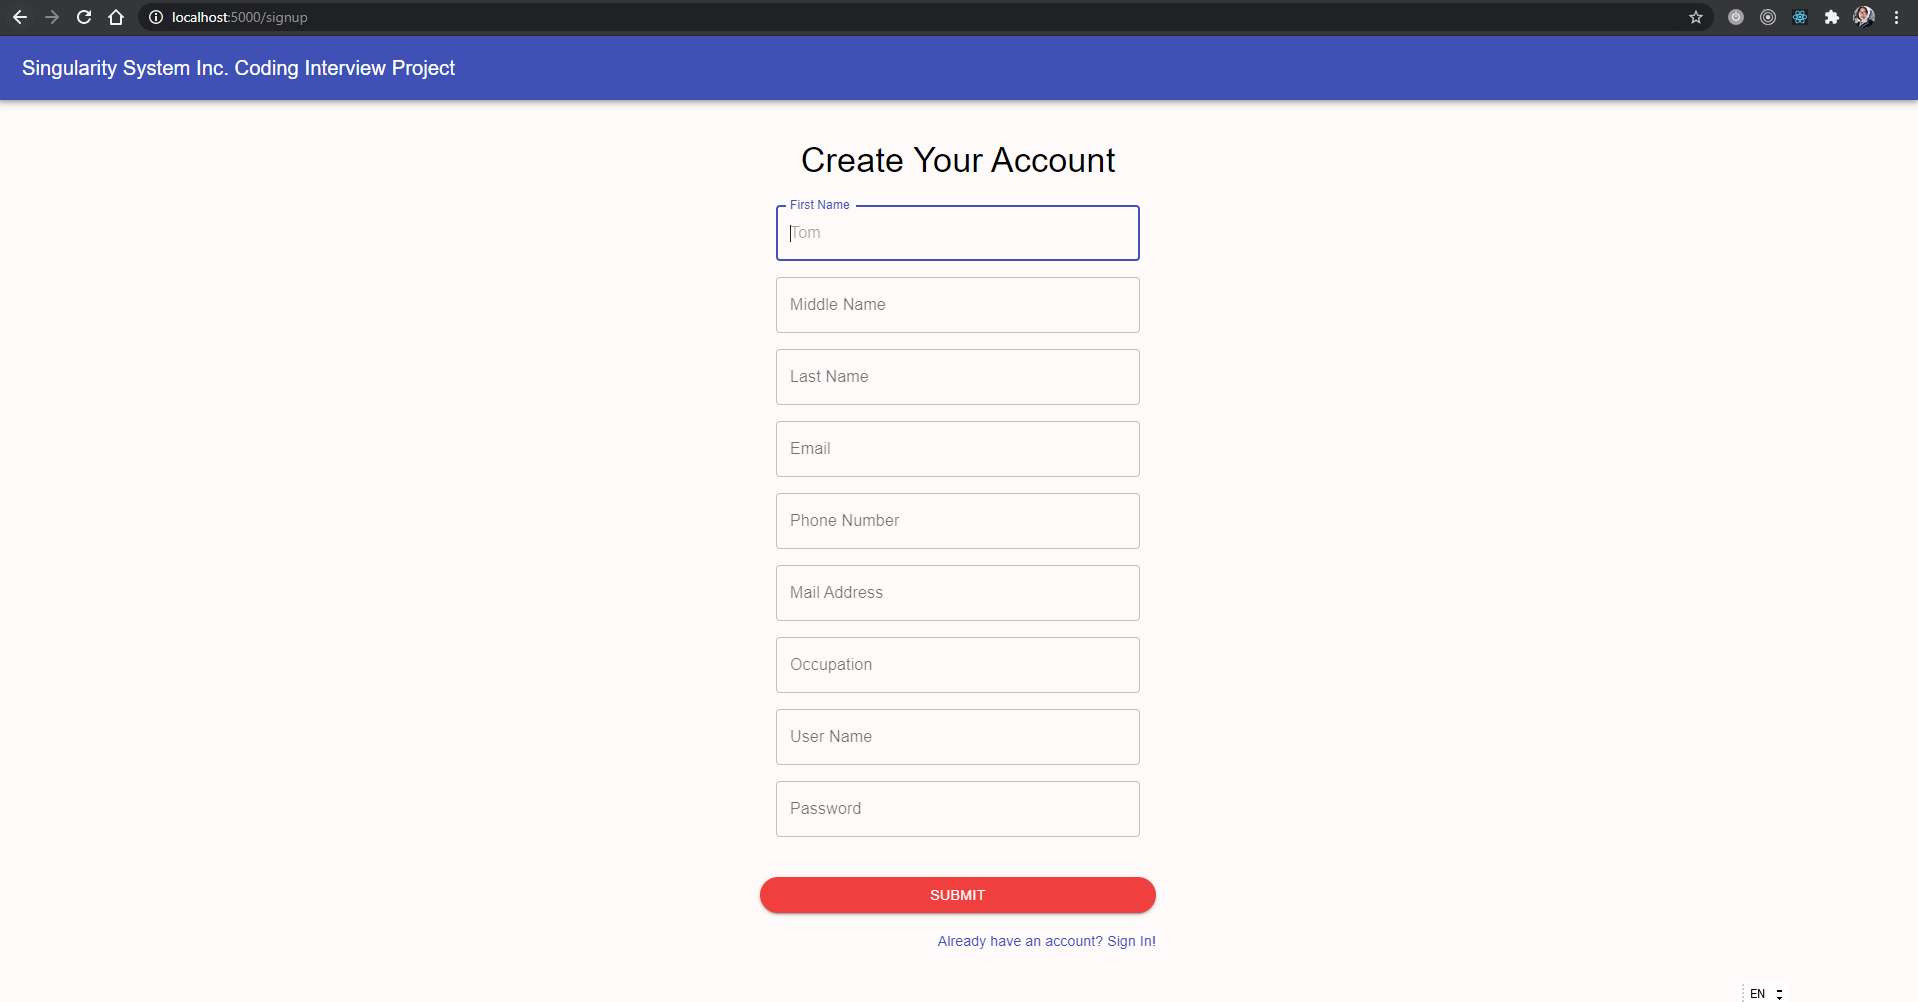 localhost:5000/signup
Singularity System Inc. Coding Interview Project
Create Your Account
First Name
Tom
Middle Name
Last Name
Email
Phone Number
Mail Address
Occupation
User Name
Password
SUBMIT
Already have an account? Sign In!
EN